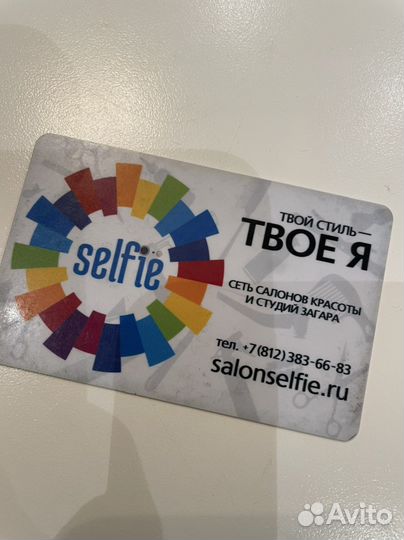 selfie
ТВОЙ СТИЛЬ—
ТВОЕ Я
СЕТЬ САЛОНОВ КРАСОТЫ
И СТУДИЙ ЗАГАРА
тел. +7(812)383-66-83
salonselfie.ru
Avito